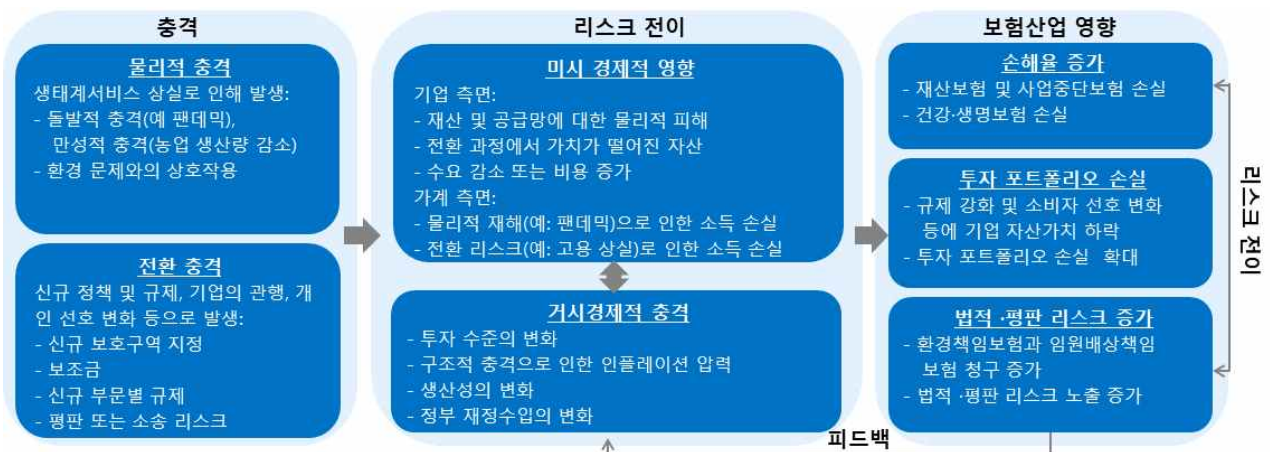 충격
물리적 충격
생태계서비스 상실로 인해 발생:
- 돌발적 충격(예 팬데믹),
만성적 충격(농업 생산량 감소)
- 환경 문제와의 상호작용
전환 충격
신규 정책 및 규제, 기업의 관행, 개
인 선호 변화 등으로 발생:
- 신규 보호구역 지정
- 보조금
- 신규 부문별 규제
- 평판 또는 소송 리스크
리스크 전이
미시 경제적 영향
기업 측면:
- 재산 및 공급망에 대한 물리적 피해
- 전환 과정에서 가치가 떨어진 자산
- 수요 감소 또는 비용 증가
가계 측면:
- 물리적 재해(예: 팬데믹)으로 인한 소득 손실
- 전환 리스크(예: 고용 상실)로 인한 소득 손실
거시경제적 충격
- 투자 수준의 변화
- 구조적 충격으로 인한 인플레이션 압력
- 생산성의 변화
- 정부 재정수입의 변화
보험산업 영향
손해율 증가
- 재산보험 및 사업중단보험 손실
- 건강·생명보험 손실
투자 포트폴리오 손실
- 규제 강화 및 소비자 선호 변화
등에 기업 자산가치 하락
- 투자 포트폴리오 손실 확대
법적 ·평판 리스크 증가
- 환경책임보험과 임원배상책임
보험 청구 증가
- 법적 ·평판 리스크 노출 증가
리스크 전이
피드백